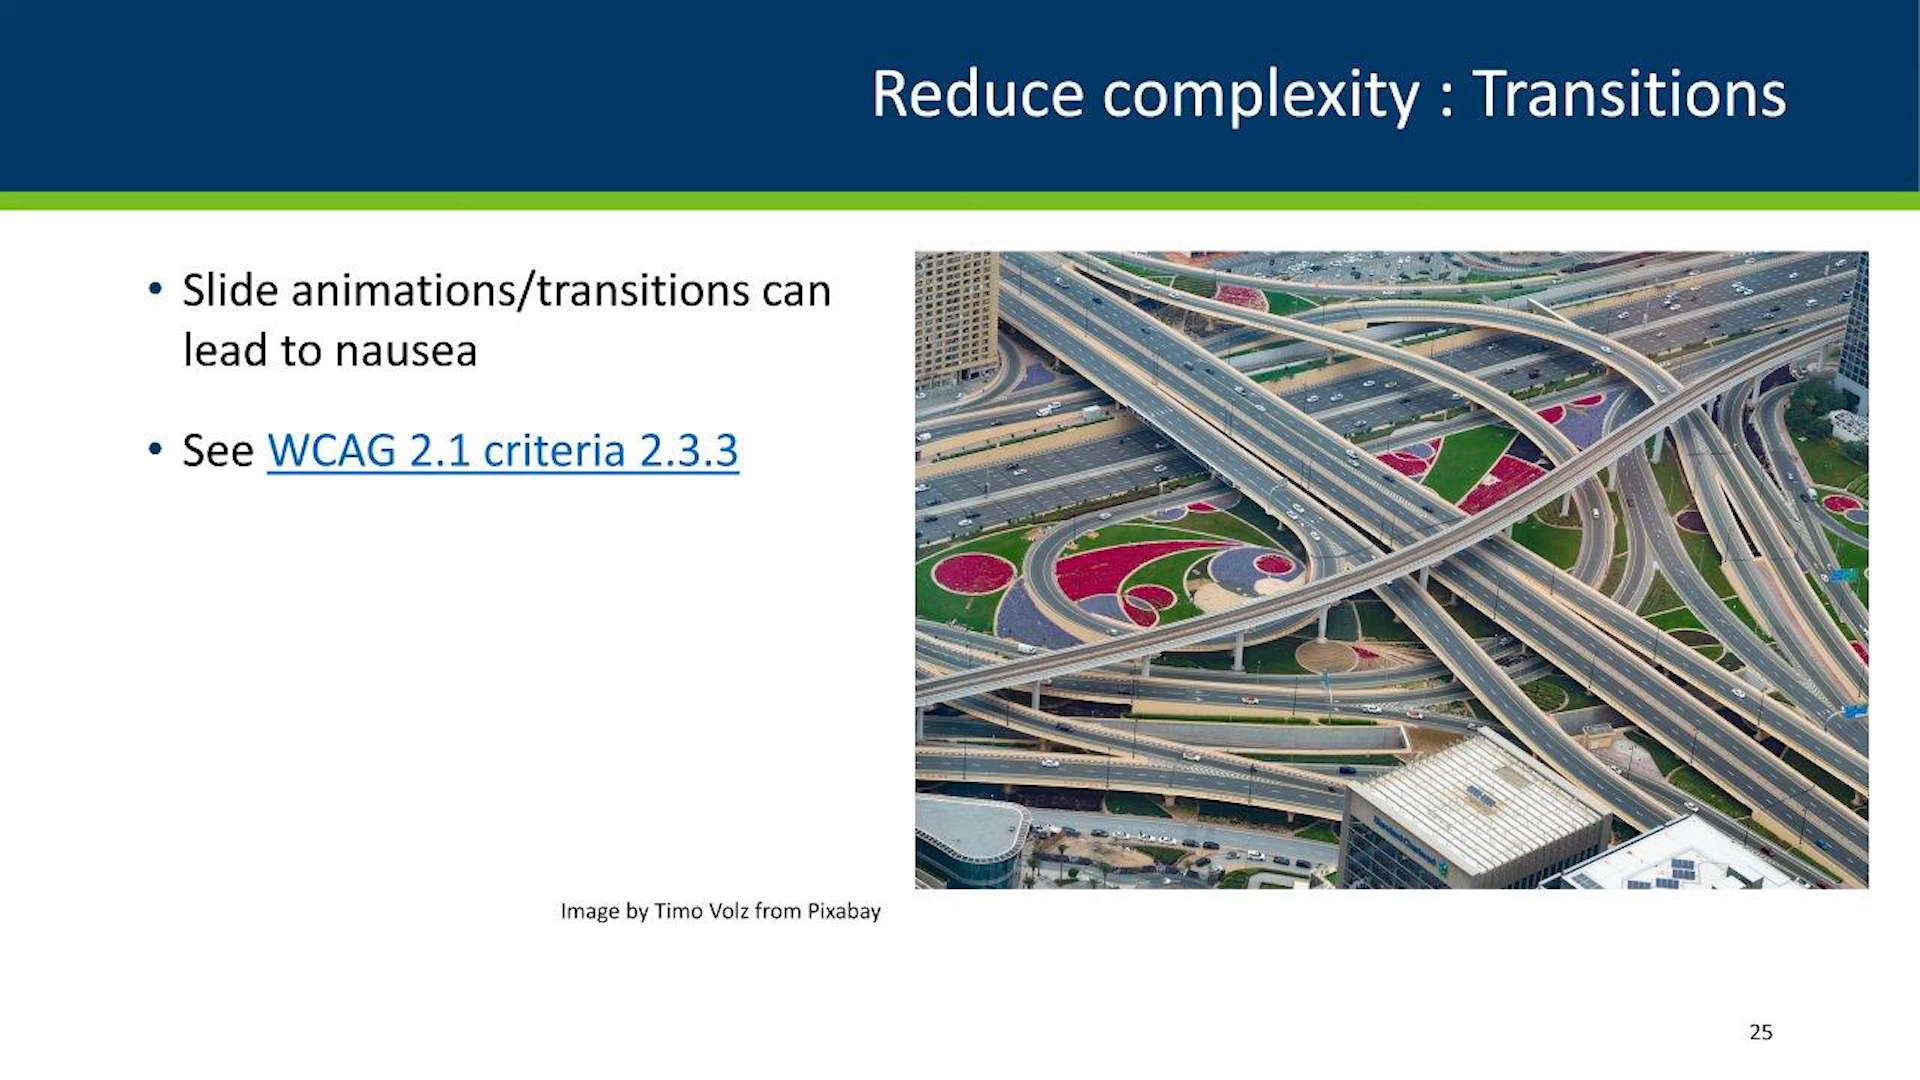 Reduce complexity : Transitions
• Slide animations/transitions can
lead to nausea
• See WCAG 2.1 criteria 2.3.3
Image by Timo Volz from Pixabay
25